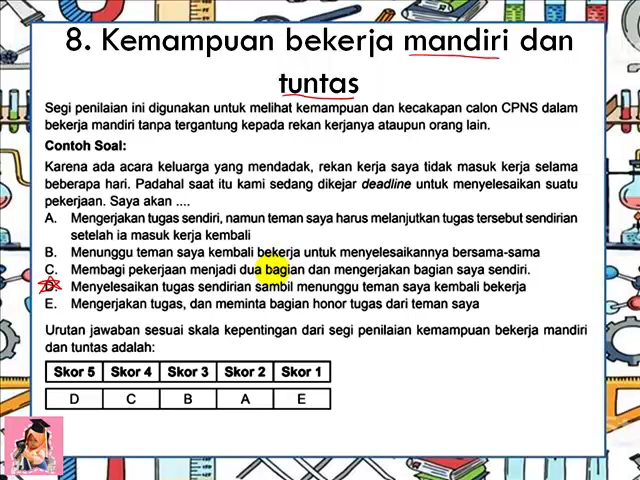 8. Kemampuan bekerja mandiri dan
tuntas
Segi penilaian ini digunakan untuk melihat kemampuan dan kecakapan calon CPNS dalam
bekerja mandiri tanpa tergantung kepada rekan kerjanya ataupun orang lain.
Contoh Soal:
Karena ada acara keluarga yang mendadak, rekan kerja saya tidak masuk kerja selama
beberapa hari. Padahal saat itu kami sedang dikejar deadline untuk menyelesaikan suatu
pekerjaan. Saya akan ....
A. Mengerjakan tugas sendiri, namun teman saya harus melanjutkan tugas tersebut sendirian
setelah ia masuk kerja kembali
B. Menunggu teman saya kembali bekerja untuk menyelesaikannya bersama-sama
C. Membagi pekerjaan menjadi dua bagian dan mengerjakan bagian saya sendiri.
D. Menyelesaikan tugas sendirian sambil menunggu teman saya kembali bekerja
E. Mengerjakan tugas, dan meminta bagian honor tugas dari teman saya
Urutan jawaban sesuai skala kepentingan dari segi penilaian kemampuan bekerja mandiri
dan tuntas adalah:
Skor 5 Skor 4 Skor 3 Skor 2 Skor 1
D C B A E